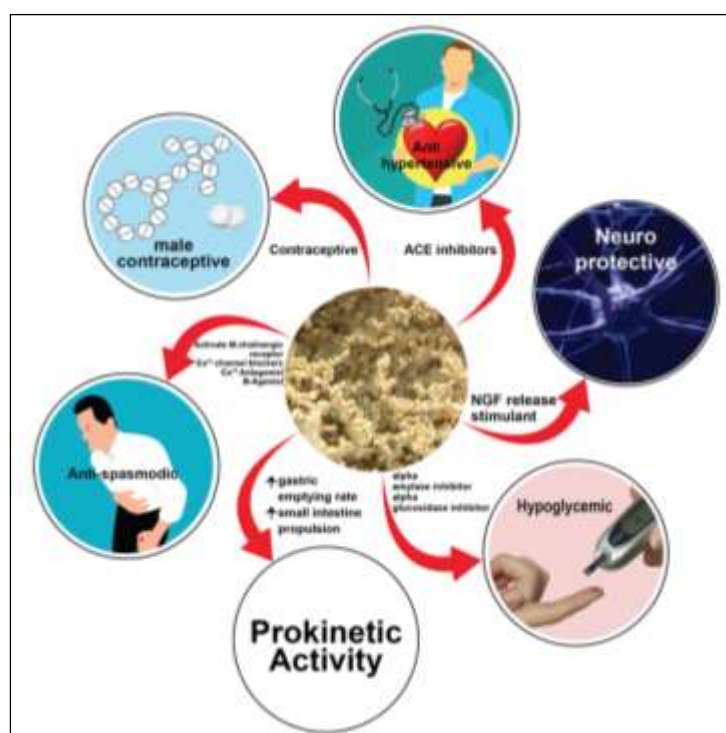 Anti
hypertensive
male
contraceptive
Contraceptive
ACE inhibitors
Neuro
protective
Activate M-cholinergic
receptor
Ca²⁺ channel blockers
Ca²⁺ Antagonist
Anti-spasmodic
NGF release
stimulant
↑gastric
emptying rate
↑small intestine
propulsion
alpha
amylase inhibitor
alpha
glucosidase inhibitor
Hypoglycemic
Prokinetic
Activity